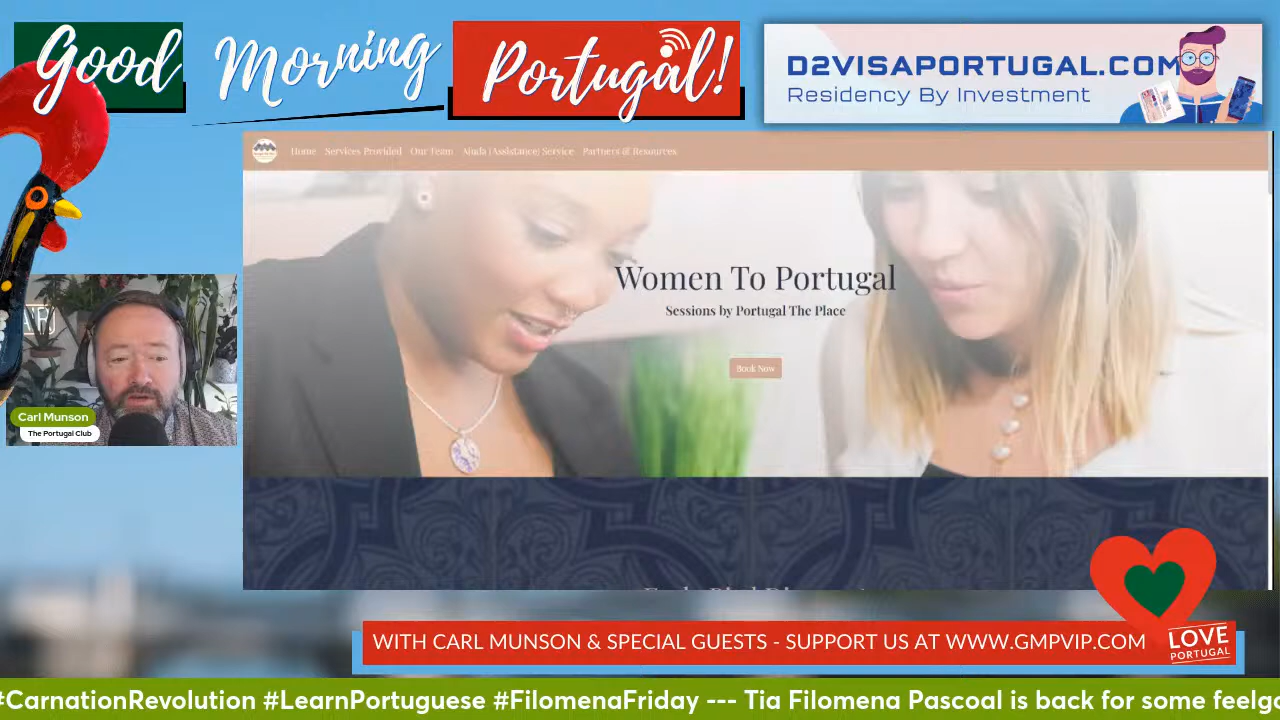 Good Morning Portugal!
D2VISAPORTUGAL.COM
Residency By Investment
Home Services Provided Our Team Ajuda (Assistance) Service Partners & Resources
Women To Portugal
Sessions by Portugal The Place
Book Now
Carl Munson
The Portugal Club
WITH CARL MUNSON & SPECIAL GUESTS - SUPPORT US AT WWW.GMPVIP.COM
LOVE
PORTUGAL
#CarnationRevolution #LearnPortuguese #FilomenaFriday --- Tia Filomena Pascoal is back for some feelgo